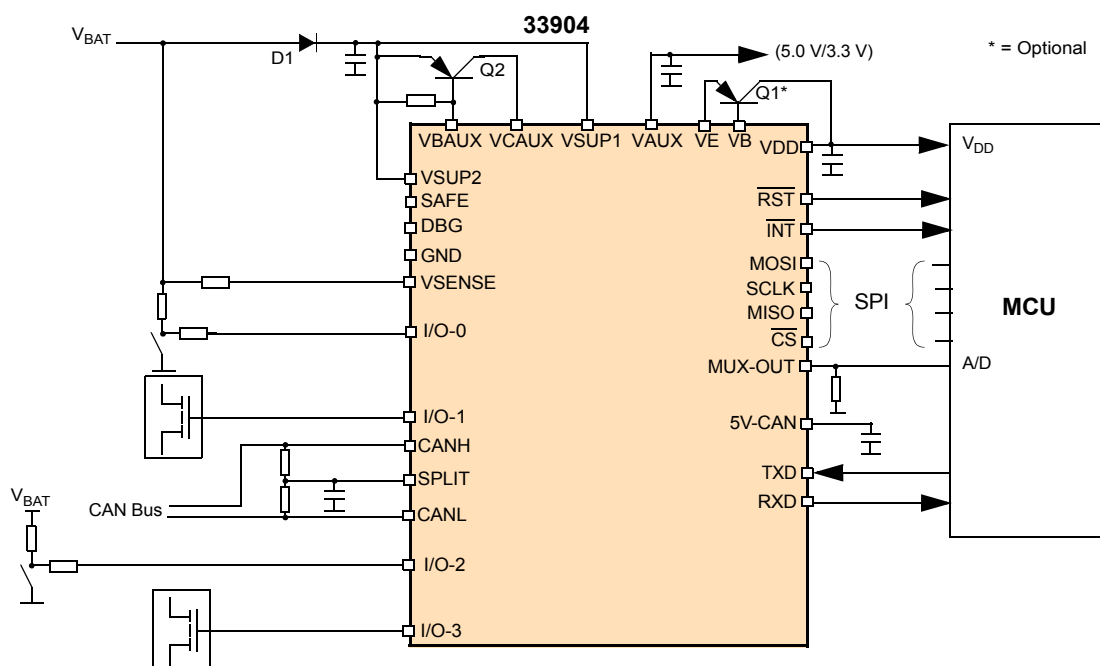 33904
V_BAT
D1
Q2
(5.0 V/3.3 V)
* = Optional
Q1*
VBAUX VCAUX VSUP1 VAUX VE VB
VDD
V_DD
VSUP2
SAFE
RST
DBG
INT
GND
MOSI
VSENSE
SCLK
SPI
MCU
MISO
I/O-0
CS
MUX-OUT
A/D
I/O-1
5V-CAN
CANH
SPLIT
TXD
V_BAT
CAN Bus
RXD
CANL
I/O-2
I/O-3